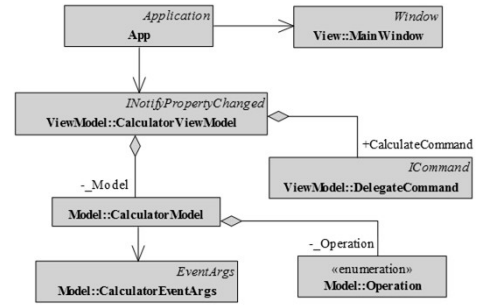 Application
App
Window
View::MainWindow
INotifyPropertyChanged
ViewModel::CalculatorViewModel
+CalculateCommand
ICommand
ViewModel::DelegateCommand
-_Model
Model::CalculatorModel
-_Operation
EventArgs
Model::CalculatorEventArgs
«enumeration»
Model::Operation